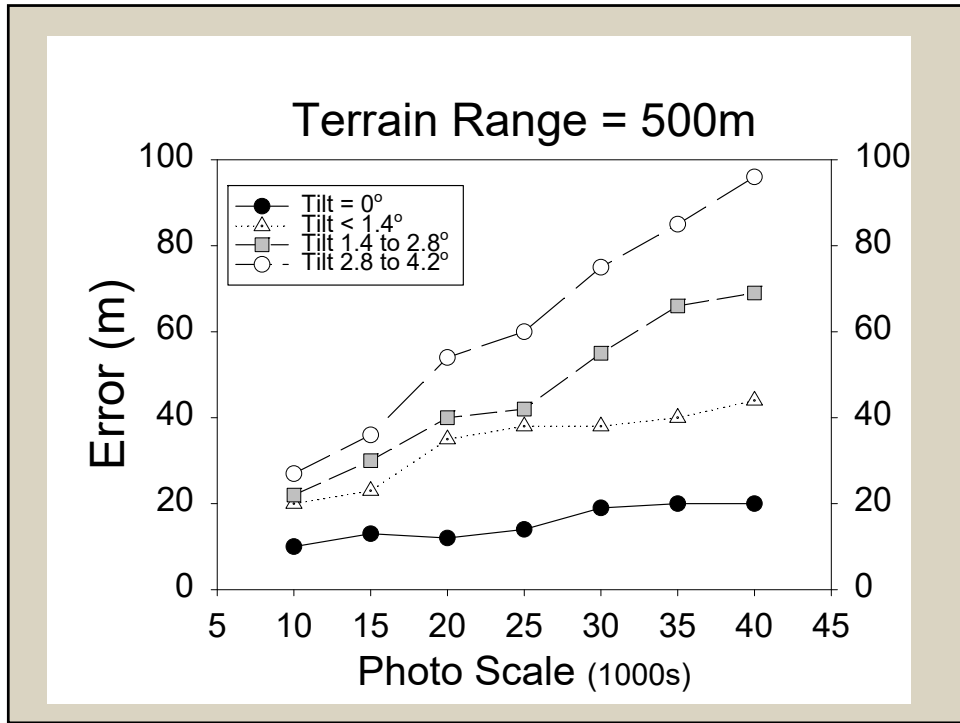 Terrain Range = 500m
100 100
Tilt = 0°
Tilt < 1.4°
Tilt 1.4 to 2.8°
Tilt 2.8 to 4.2°
80 80
60 60
40 40
20 20
0 0
Error (m)
5 10 15 20 25 30 35 40 45
Photo Scale (1000s)